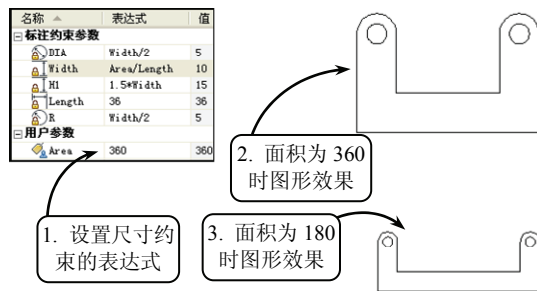 名称 表达式 值
标注约束参数
DIA Width/2 5
Width Area/Length 10
H1 1.5*Width 15
Length 36 36
R Width/2 5
用户参数
Area 360 360
1. 设置尺寸约
束的表达式
2. 面积为 360
时图形效果
3. 面积为 180
时图形效果